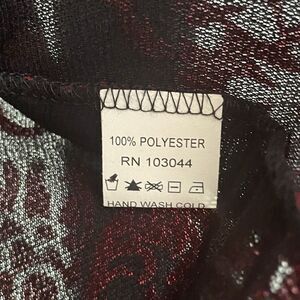 100% POLYESTER
RN 103044
HAND WASH COLD